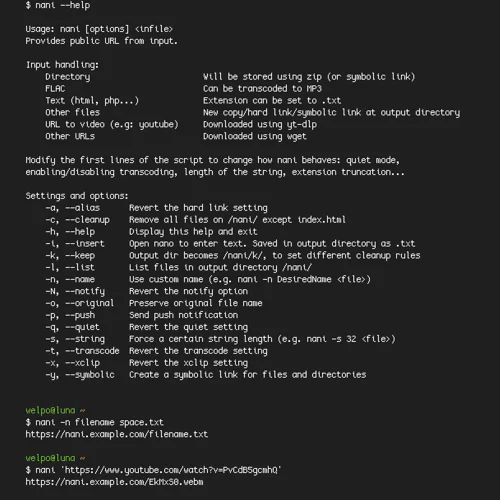 $ nani --help
Usage: nani [options] <infile>
Provides public URL from input.
Input handling:
Directory Will be stored using zip (or symbolic link)
FLAC Can be transcoded to MP3
Text (html, php...) Extension can be set to .txt
Other files New copy/hard link/symbolic link at output directory
URL to video (e.g: youtube) Downloaded using yt-dlp
Other URLs Downloaded using wget
Modify the first lines of the script to change how nani behaves: quiet mode,
enabling/disabling transcoding, length of the string, extension truncation...
Settings and options:
-a, --alias Revert the hard link setting
-c, --cleanup Remove all files on /nani/ except index.html
-h, --help Display this help and exit
-i, --insert Open nano to enter text. Saved in output directory as .txt
-k, --keep Output dir becomes /nani/k/, to set different cleanup rules
-l, --list List files in output directory /nani/
-n, --name Use custom name (e.g. nani -n DesiredName <file>)
-N, --notify Revert the notify option
-o, --original Preserve original file name
-p, --push Send push notification
-q, --quiet Revert the quiet setting
-s, --string Force a certain string length (e.g. nani -s 32 <file>)
-t, --transcode Revert the transcode setting
-x, --xclip Revert the xclip setting
-y, --symbolic Create a symbolic link for files and directories
welpo@luna ~
$ nani -n filename space.txt
https://nani.example.com/filename.txt
welpo@luna ~
$ nani 'https://www.youtube.com/watch?v=PvCdB5gcmhQ'
https://nani.example.com/EkMxS0.webm